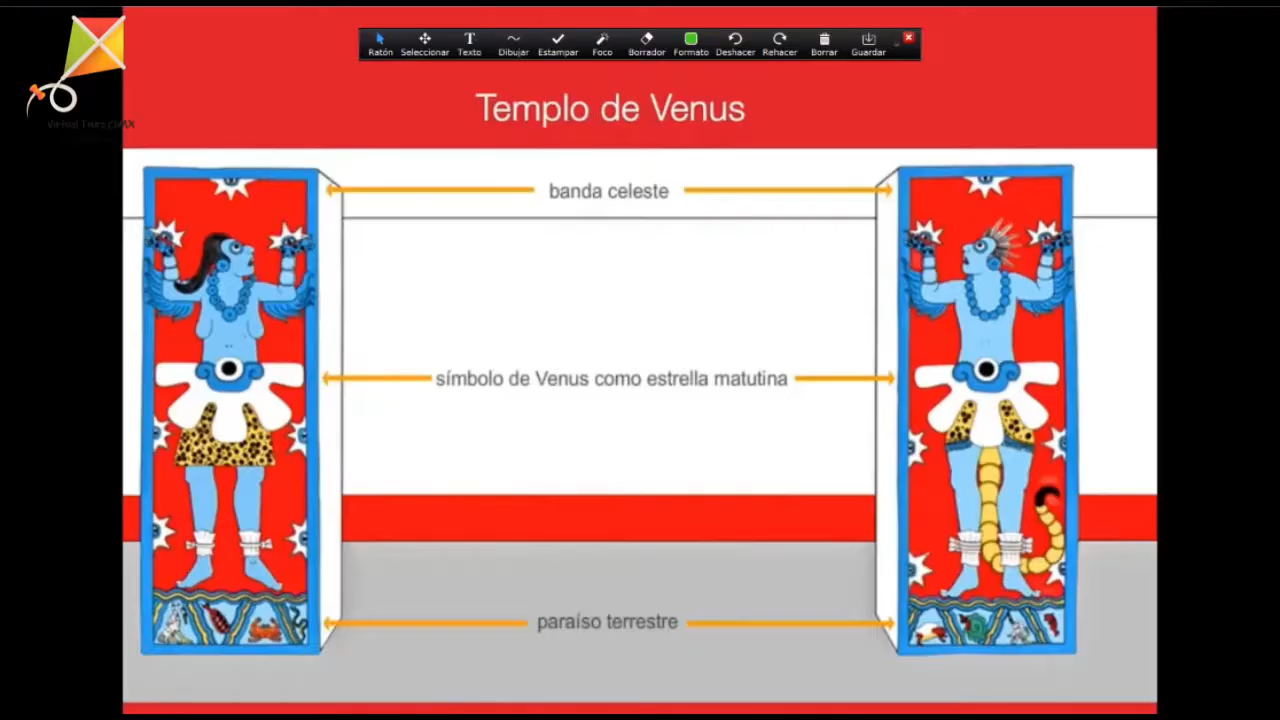 Ratón Seleccionar Texto Dibujar Estampar Foco Borrador Formato Deshacer Rehacer Borrar Guardar
Templo de Venus
banda celeste
símbolo de Venus como estrella matutina
paraíso terrestre